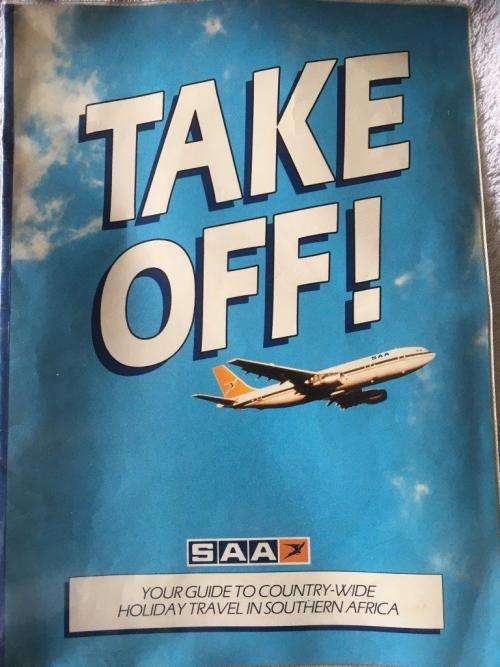 TAKE
OFF!
SAA
SAA
YOUR GUIDE TO COUNTRY-WIDE
HOLIDAY TRAVEL IN SOUTHERN AFRICA